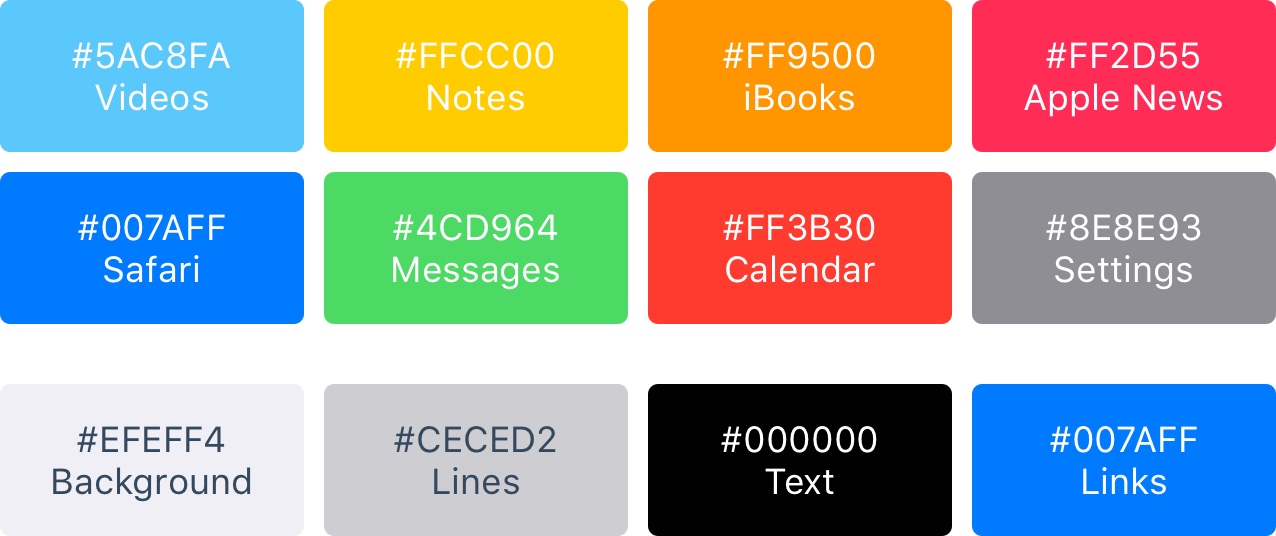 #5AC8FA
Videos
#FFCC00
Notes
#FF9500
iBooks
#FF2D55
Apple News
#007AFF
Safari
#4CD964
Messages
#FF3B30
Calendar
#8E8E93
Settings
#EFEFF4
Background
#CECED2
Lines
#000000
Text
#007AFF
Links